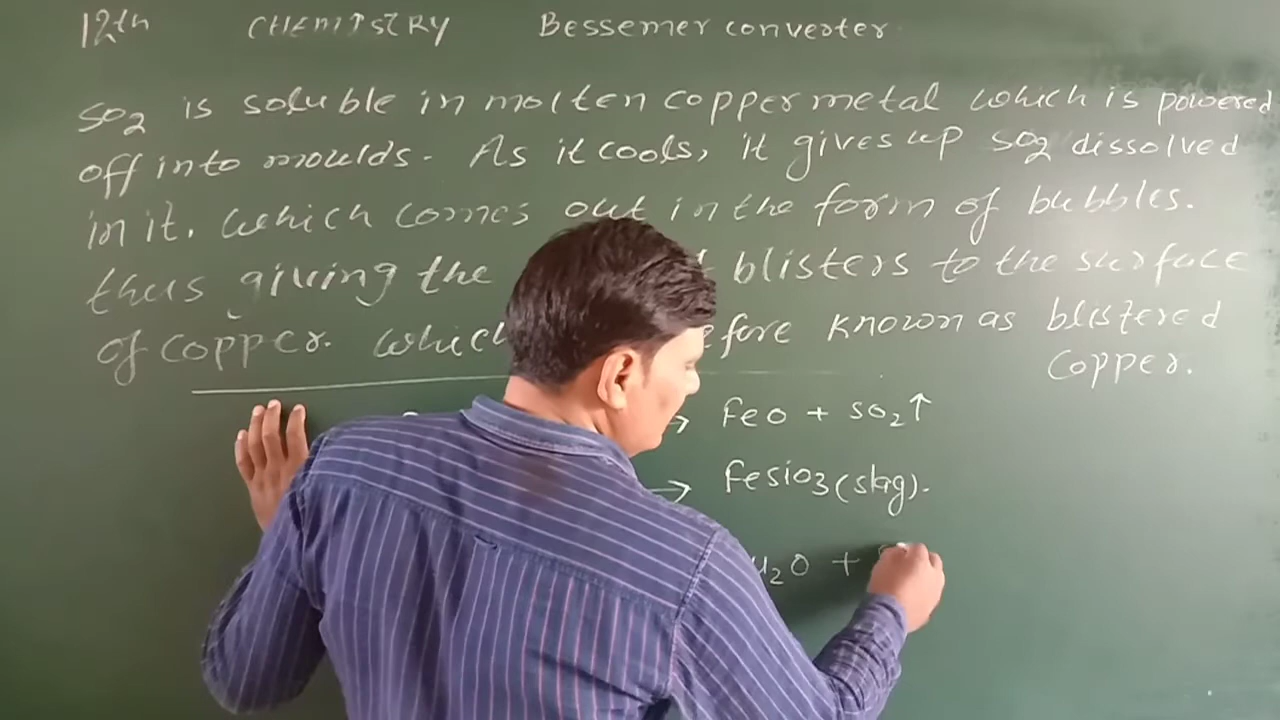 12th CHEMISTRY Bessemer converter
SO2 is soluble in molten copper metal which is powered
off into moulds. As it cools, it gives up SO2 dissolved
in it. which comes out in the form of bubbles.
thus giving the blisters to the surface
of copper. which known as blistered
copper.
→ FeO + SO2↑
→ FeSiO3 (slag).
u2O +